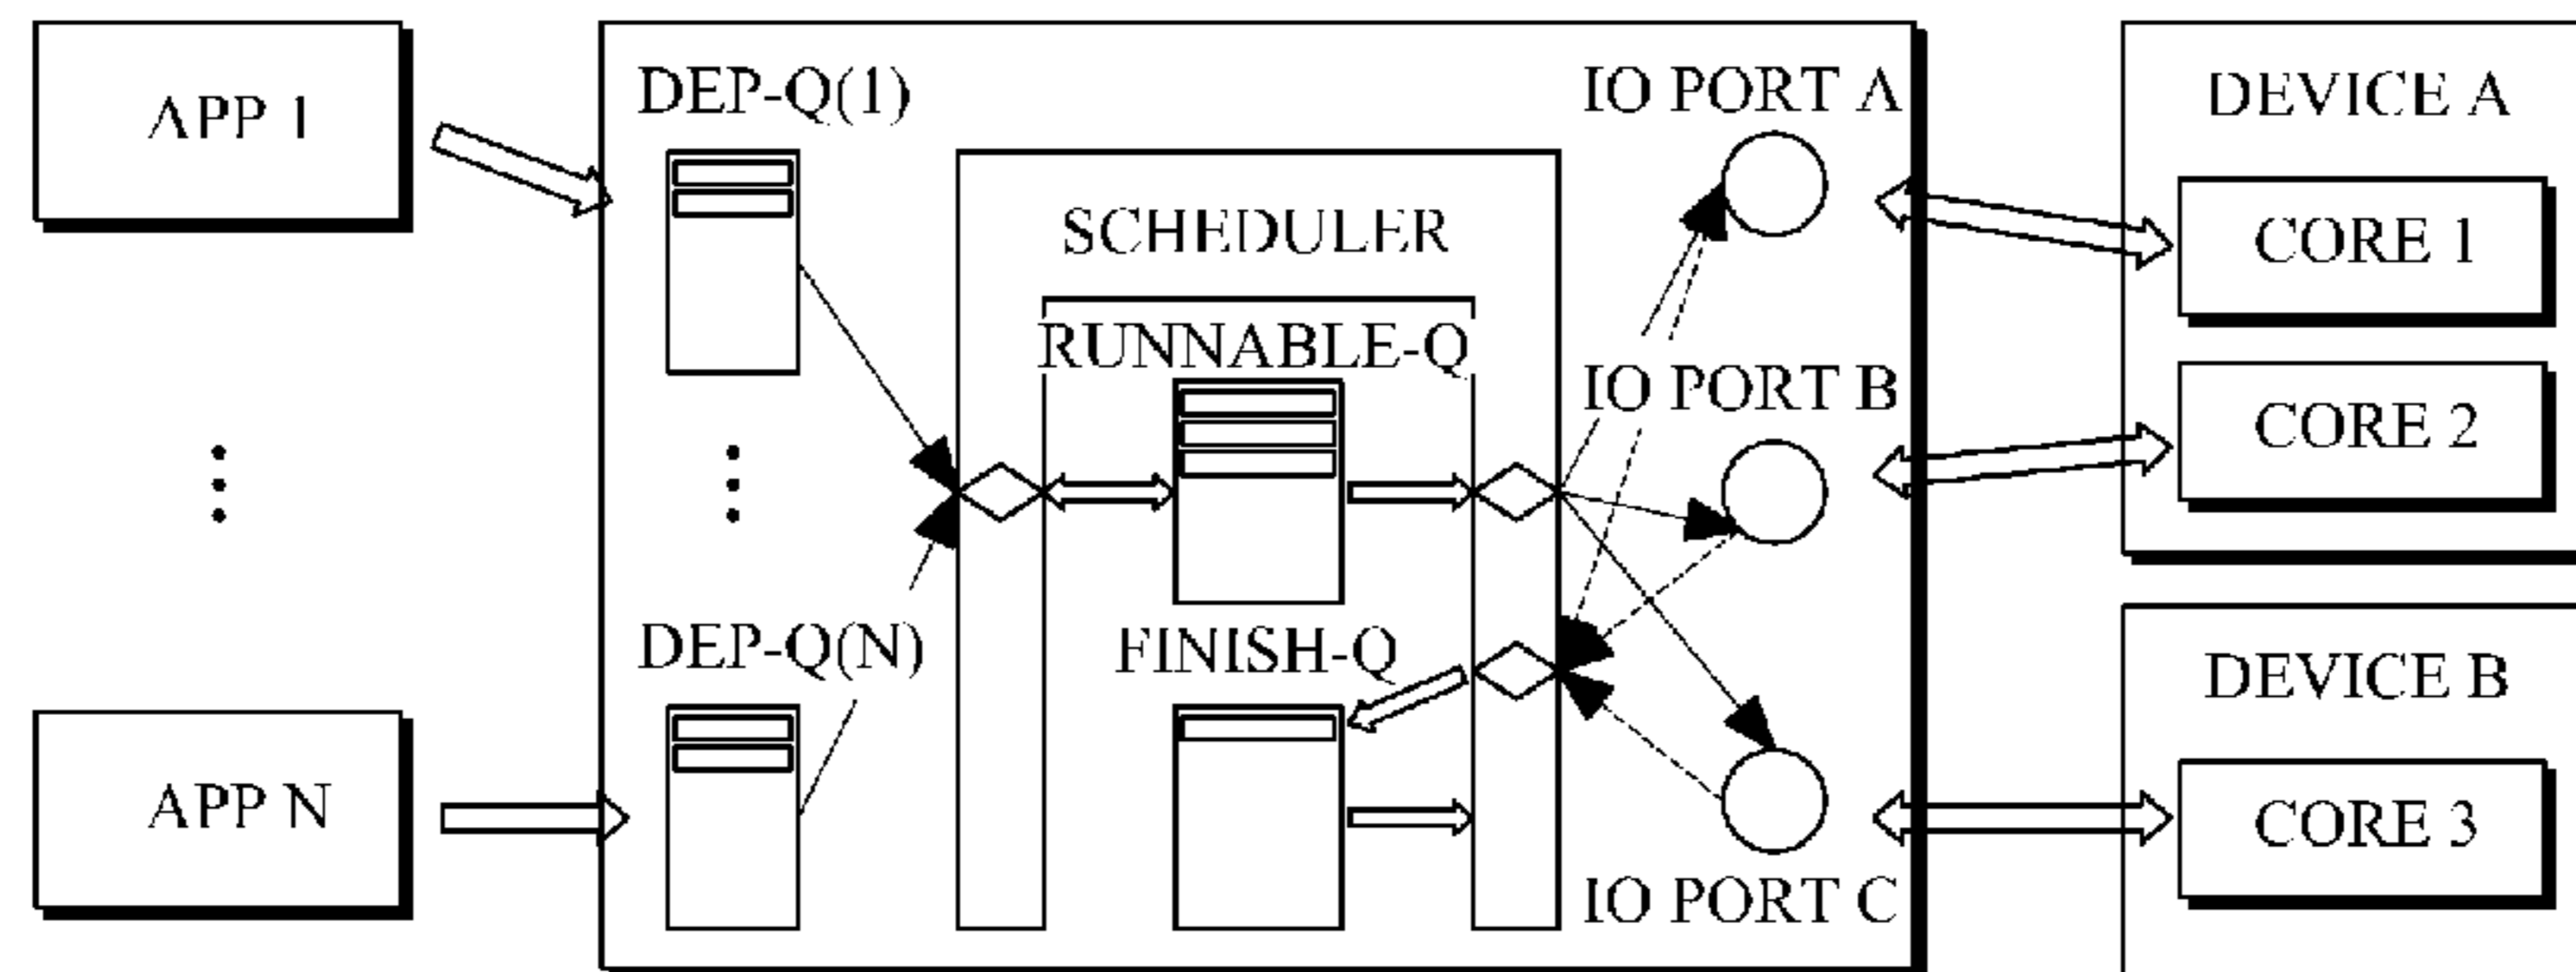 APP 1
APP N
DEP-Q(1)
DEP-Q(N)
SCHEDULER
RUNNABLE-Q
FINISH-Q
IO PORT A
IO PORT B
IO PORT C
DEVICE A
CORE 1
CORE 2
DEVICE B
CORE 3